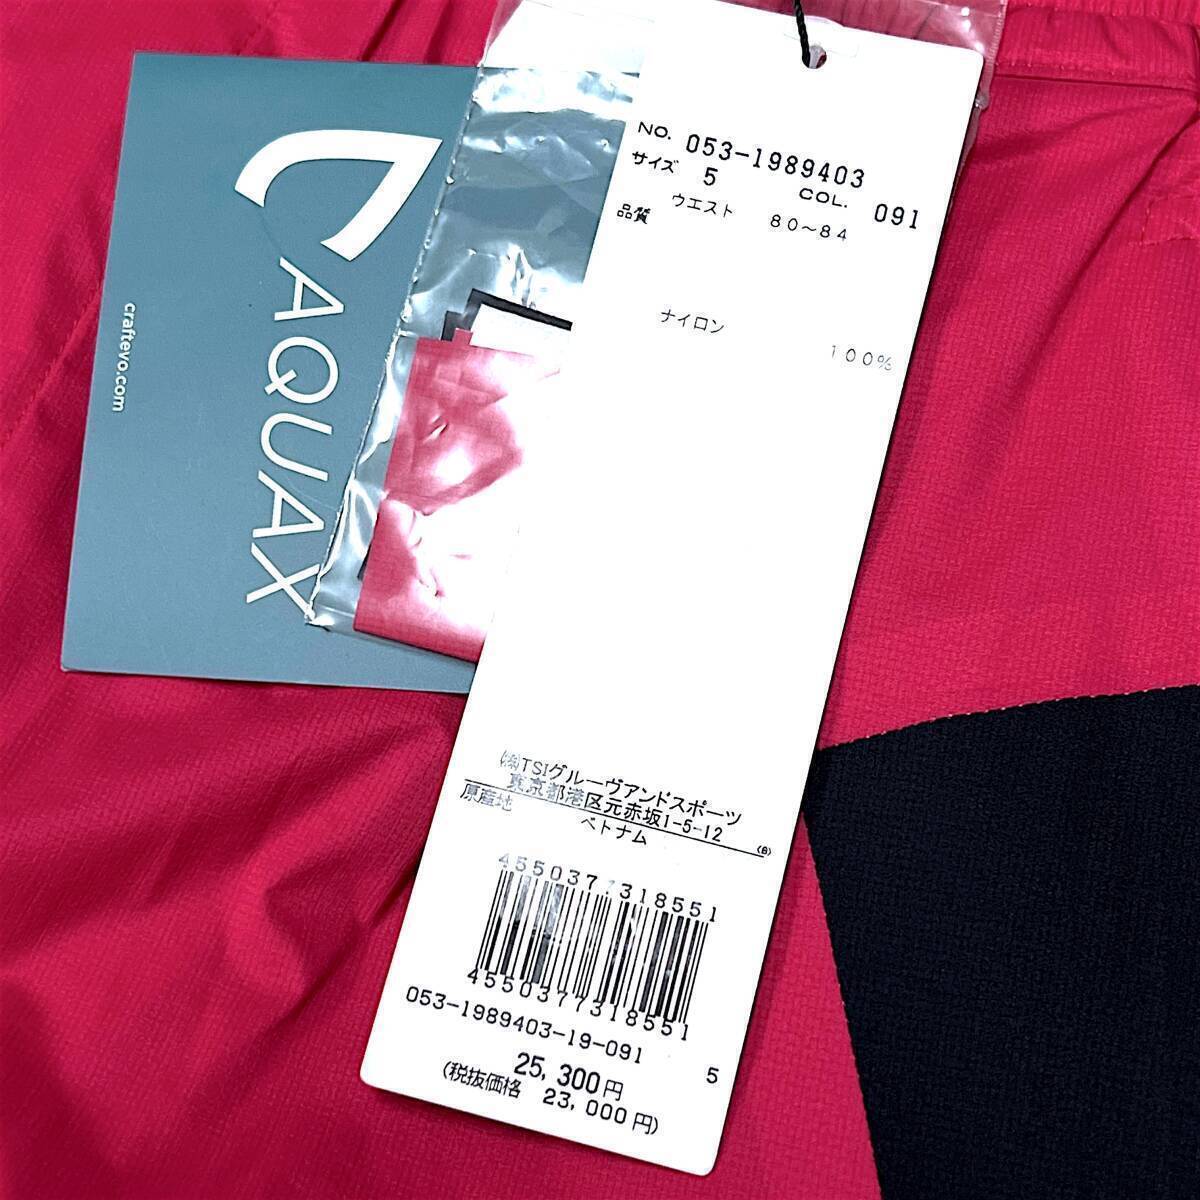 AQUAX
craftevo.com
NO. 053-1989403
サイズ 5 COL. 091
品質 ウエスト 80~84
ナイロン 100%
㈱TSIグルーヴアンドスポーツ
東京都港区元赤坂1-5-12
原産地 ベトナム (B)
4550377318551
4550377318551
053-1989403-19-091 5
25,300円
(税抜価格 23,000円)